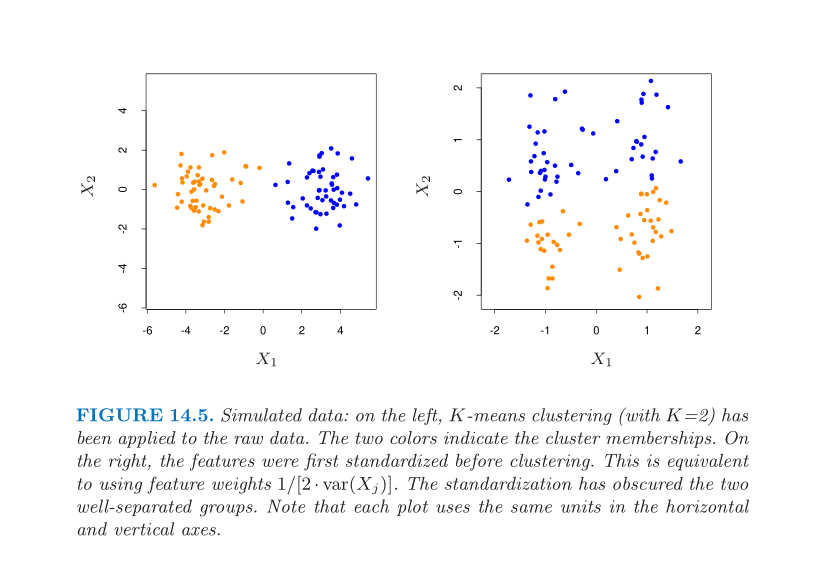 X2
4
2
0
-2
-4
-6
-6 -4 -2 0 2 4
X1
X2
2
1
0
-1
-2
-2 -1 0 1 2
X1
FIGURE 14.5. Simulated data: on the left, K-means clustering (with K=2) has
been applied to the raw data. The two colors indicate the cluster memberships. On
the right, the features were first standardized before clustering. This is equivalent
to using feature weights 1/[2 · var(Xj)]. The standardization has obscured the two
well-separated groups. Note that each plot uses the same units in the horizontal
and vertical axes.